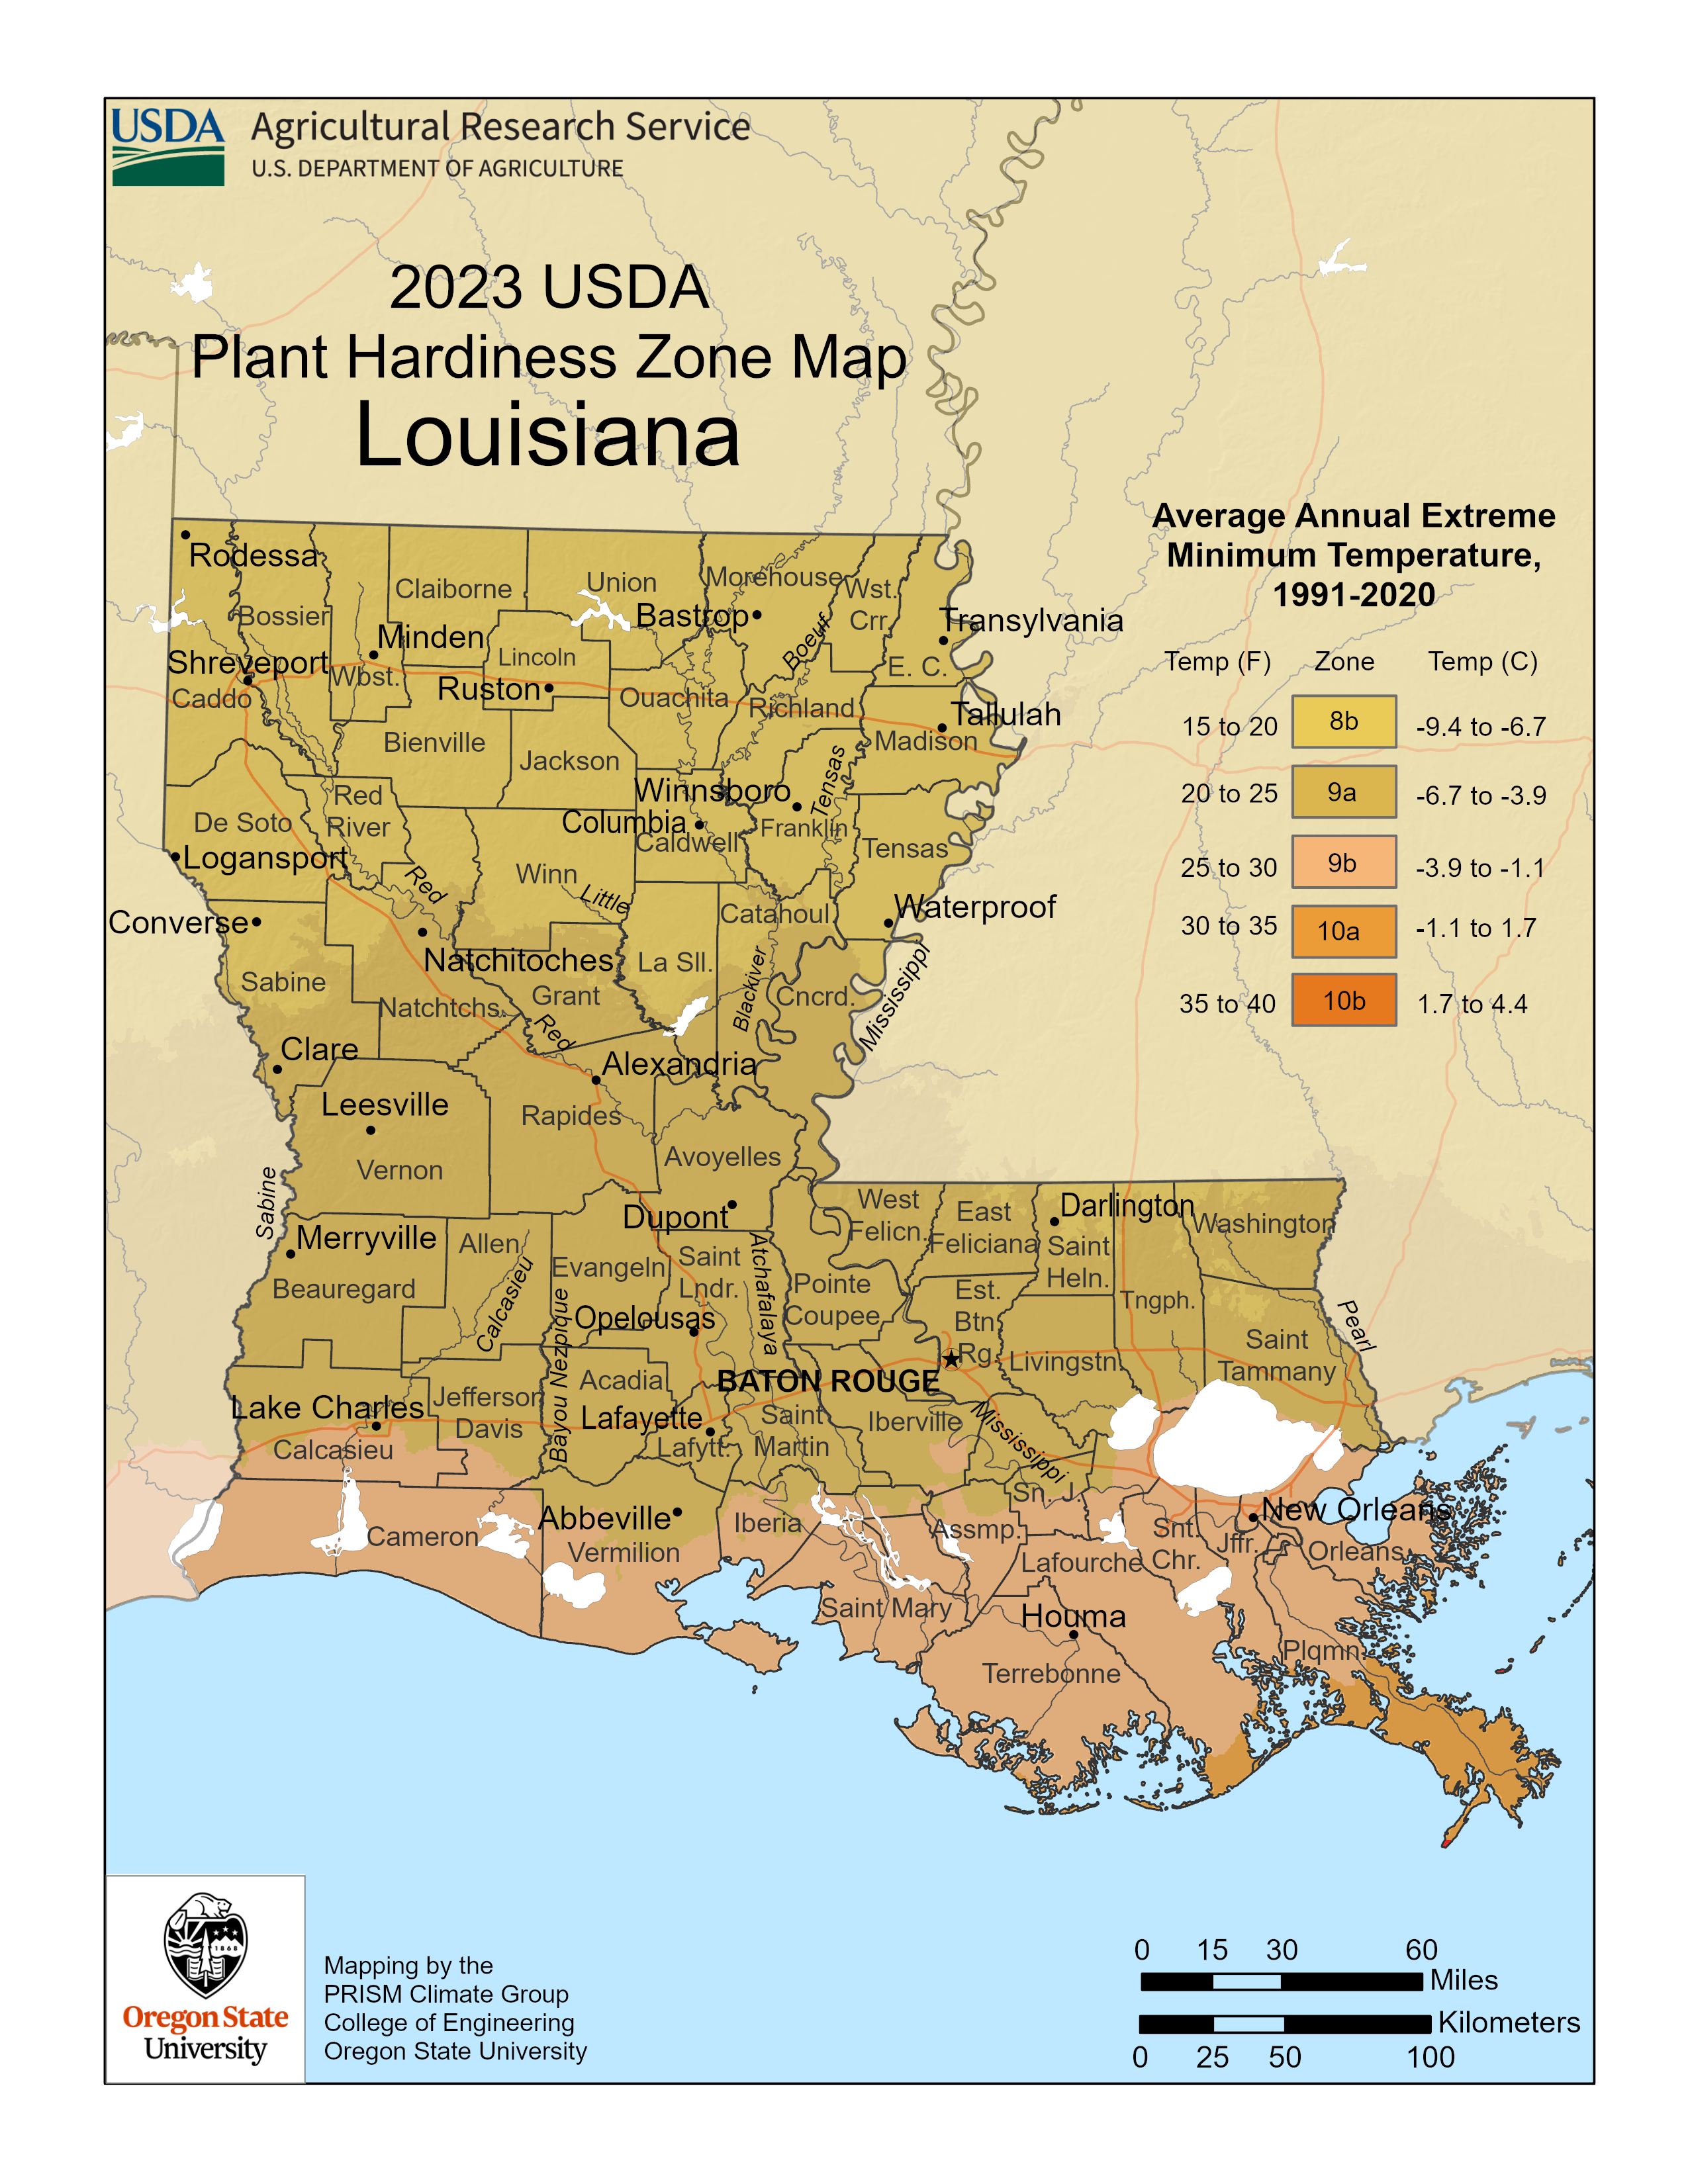 USDA
Agricultural Research Service
U.S. DEPARTMENT OF AGRICULTURE
2023 USDA
Plant Hardiness Zone Map
Louisiana
Average Annual Extreme
Minimum Temperature,
1991-2020
Temp (F) Zone Temp (C)
15 to 20 8b -9.4 to -6.7
20 to 25 9a -6.7 to -3.9
25 to 30 9b -3.9 to -1.1
30 to 35 10a -1.1 to 1.7
35 to 40 10b 1.7 to 4.4
Rodessa
Bossier
Claiborne
Union
Morehouse
Wst.
Crr.
Bastrop
Transylvania
Minden
Shreveport
Caddo
Wbst.
Lincoln
Ruston
Ouachita
Boeuf
E. C.
Richland
Tallulah
Madison
Bienville
Jackson
Red
River
De Soto
Logansport
Winnsboro
Columbia
Caldwell
Franklin
Tensas
Tensas
Winn
Little
Red
Converse
Natchitoches
Catahoul.
Waterproof
Sabine
Natchtchs.
Grant
La Sll.
Blackiver
Cncrd.
Mississippi
Red
Clare
Alexandria
Leesville
Rapides
Vernon
Avoyelles
Sabine
Dupont
West
Felicn.
East
Feliciana
Darlington
Saint
Heln.
Washington
Merryville
Allen
Beauregard
Calcasieu
Evangeln.
Saint
Lndr.
Atchafalaya
Pointe
Coupee
Est.
Btn.
Rg.
Tngph.
Pearl
Opelousas
Bayou Nezpique
Livingstn.
Saint
Tammany
Acadia
BATON ROUGE
Lake Charles
Jefferson
Davis
Lafayette
Lafytt.
Saint
Martin
Iberville
Mississippi
Calcasieu
Sn. J.
Abbeville
Iberia
Assmp.
New Orleans
Cameron
Vermilion
Lafourche
Snt.
Chr.
Jffr.
Orleans
Saint Mary
Houma
Terrebonne
Plqmn.
1868
Oregon State
University
Mapping by the
PRISM Climate Group
College of Engineering
Oregon State University
0 15 30 60
Miles
Kilometers
0 25 50 100